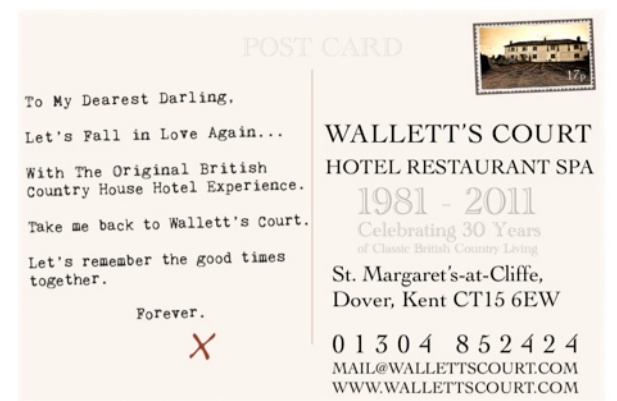 POST CARD
17p
To My Dearest Darling,
Let's Fall in Love Again...
With The Original British
Country House Hotel Experience.
Take me back to Wallett's Court.
Let's remember the good times
together.
Forever.
X
WALLETT'S COURT
HOTEL RESTAURANT SPA
1981 - 2011
Celebrating 30 Years
of Classic British Country Living
St. Margaret's-at-Cliffe,
Dover, Kent CT15 6EW
01304 852424
MAIL@WALLETTSCOURT.COM
WWW.WALLETTSCOURT.COM